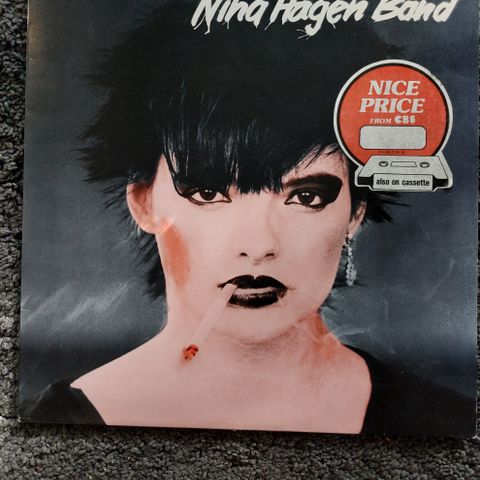 Nina Hagen Band
NICE
PRICE
FROM CBS
also on cassette